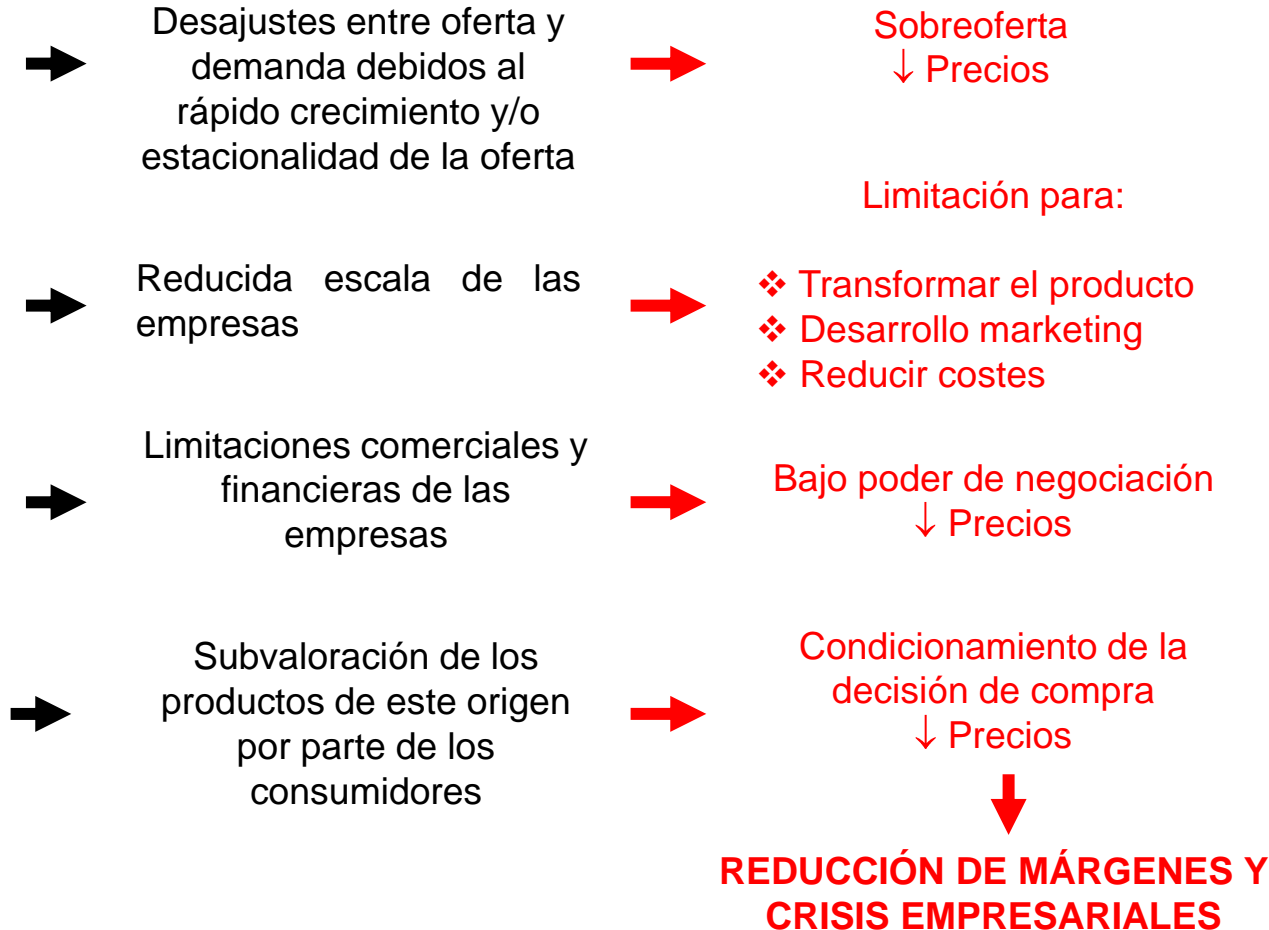 Desajustes entre oferta y
demanda debidos al
rápido crecimiento y/o
estacionalidad de la oferta
Sobreoferta
↓ Precios
Limitación para:
Reducida escala de las
empresas
❖ Transformar el producto
❖ Desarrollo marketing
❖ Reducir costes
Limitaciones comerciales y
financieras de las
empresas
Bajo poder de negociación
↓ Precios
Subvaloración de los
productos de este origen
por parte de los
consumidores
Condicionamiento de la
decisión de compra
↓ Precios
REDUCCIÓN DE MÁRGENES Y
CRISIS EMPRESARIALES